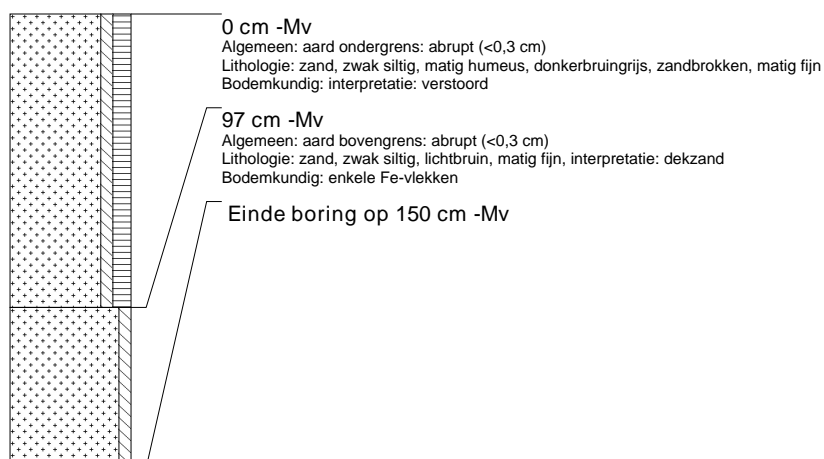 0 cm -Mv
Algemeen: aard ondergrens: abrupt (<0,3 cm)
Lithologie: zand, zwak siltig, matig humeus, donkerbruingrijs, zandbrokken, matig fijn
Bodemkundig: interpretatie: verstoord
97 cm -Mv
Algemeen: aard bovengrens: abrupt (<0,3 cm)
Lithologie: zand, zwak siltig, lichtbruin, matig fijn, interpretatie: dekzand
Bodemkundig: enkele Fe-vlekken
Einde boring op 150 cm -Mv